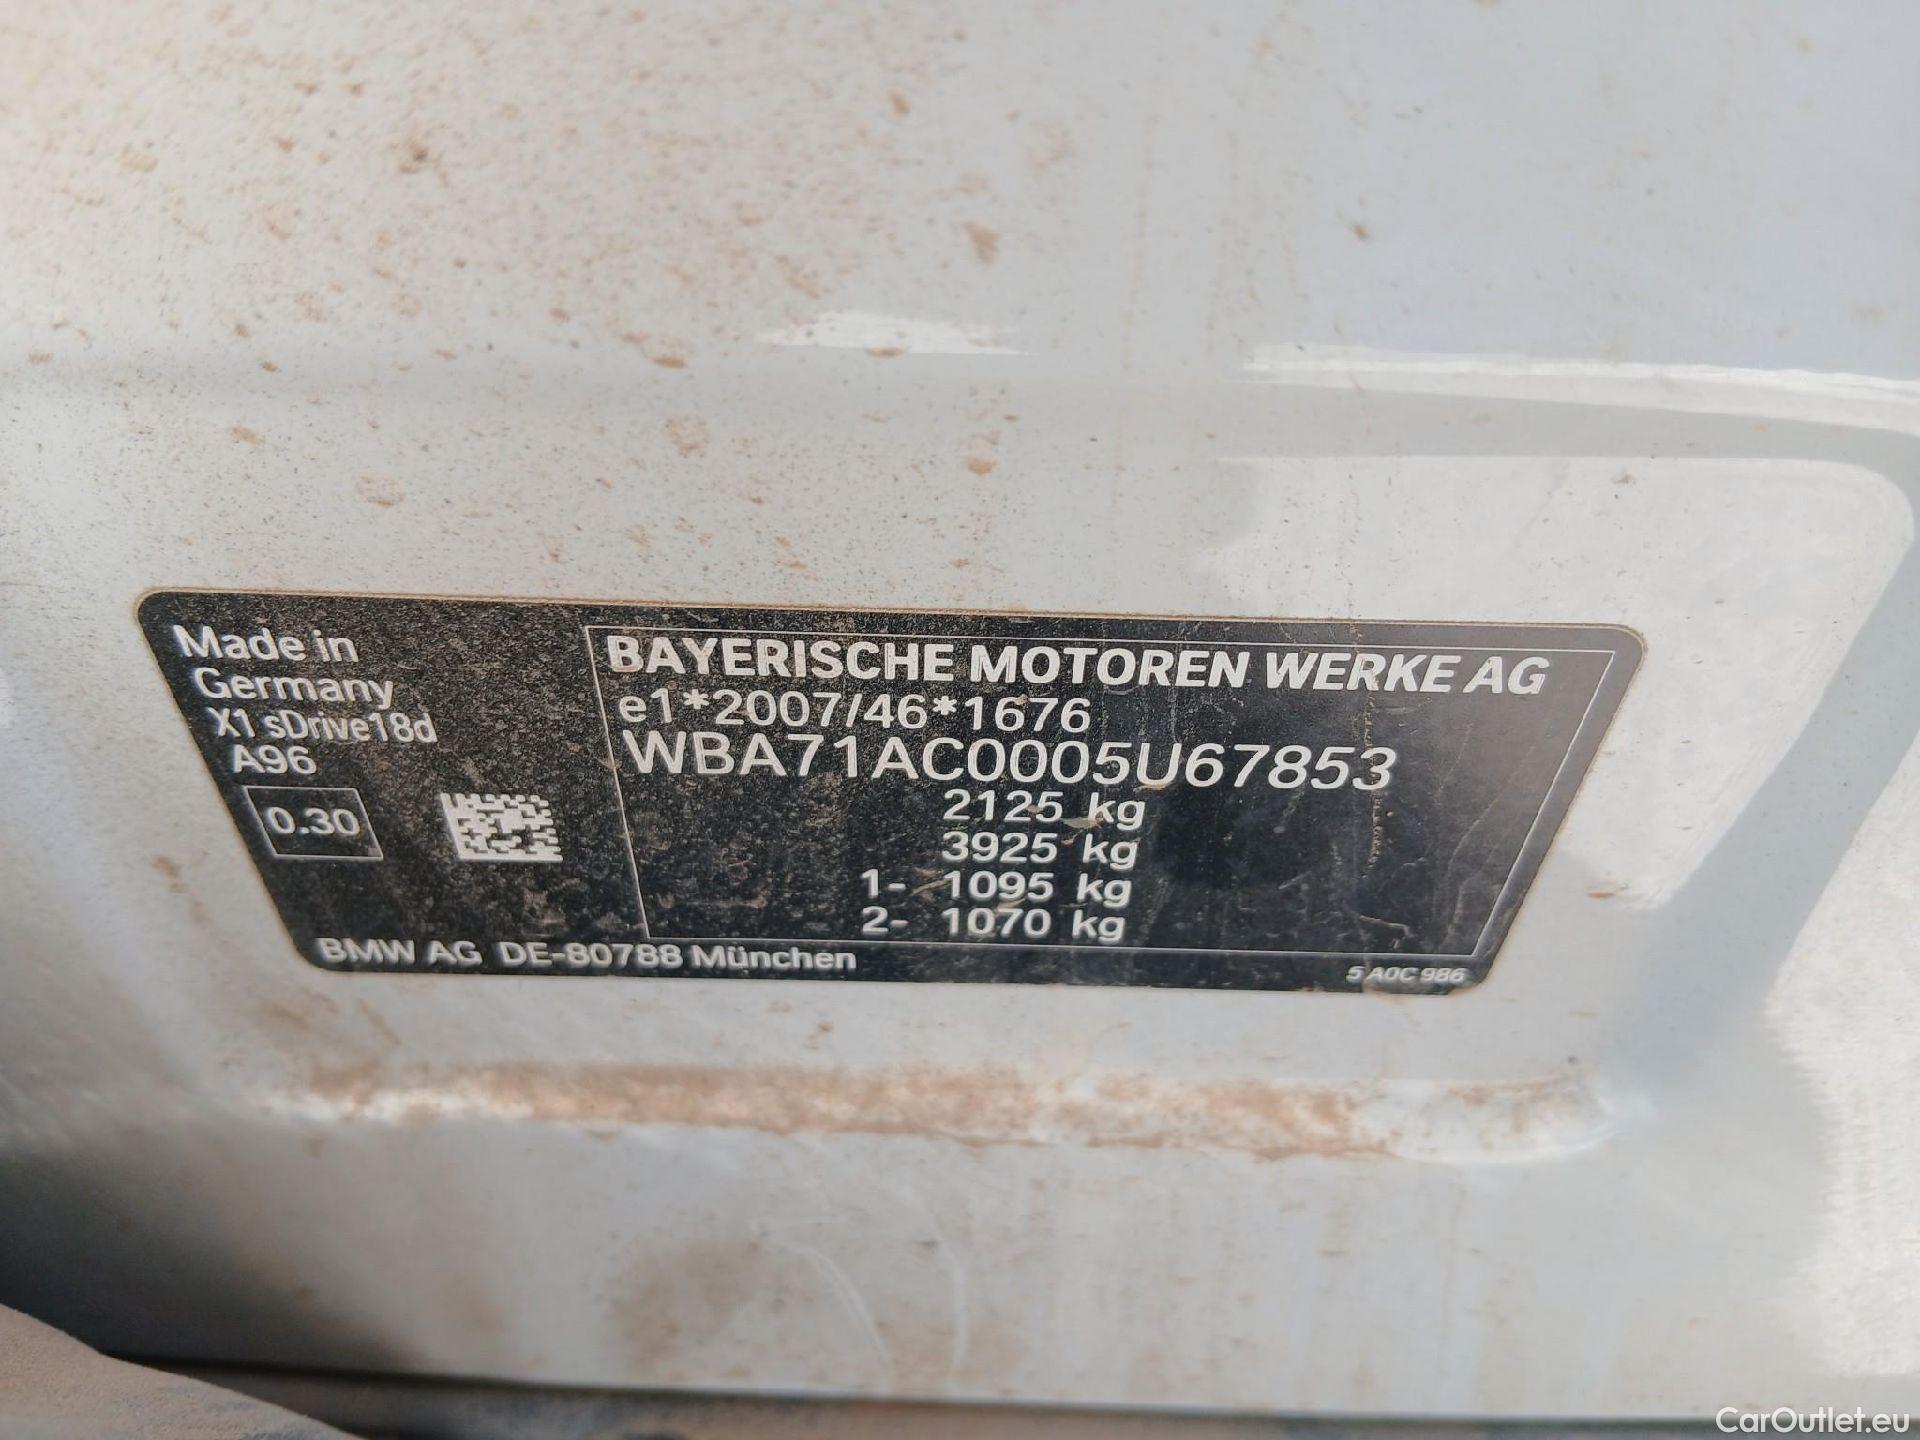 Made in
Germany
X1 sDrive18d
A96
0.30
BAYERISCHE MOTOREN WERKE AG
e1*2007/46*1676
WBA71AC0005U67853
2125 kg
3925 kg
1- 1095 kg
2- 1070 kg
BMW AG DE-80788 München
5 A0C 986
CarOutlet.eu